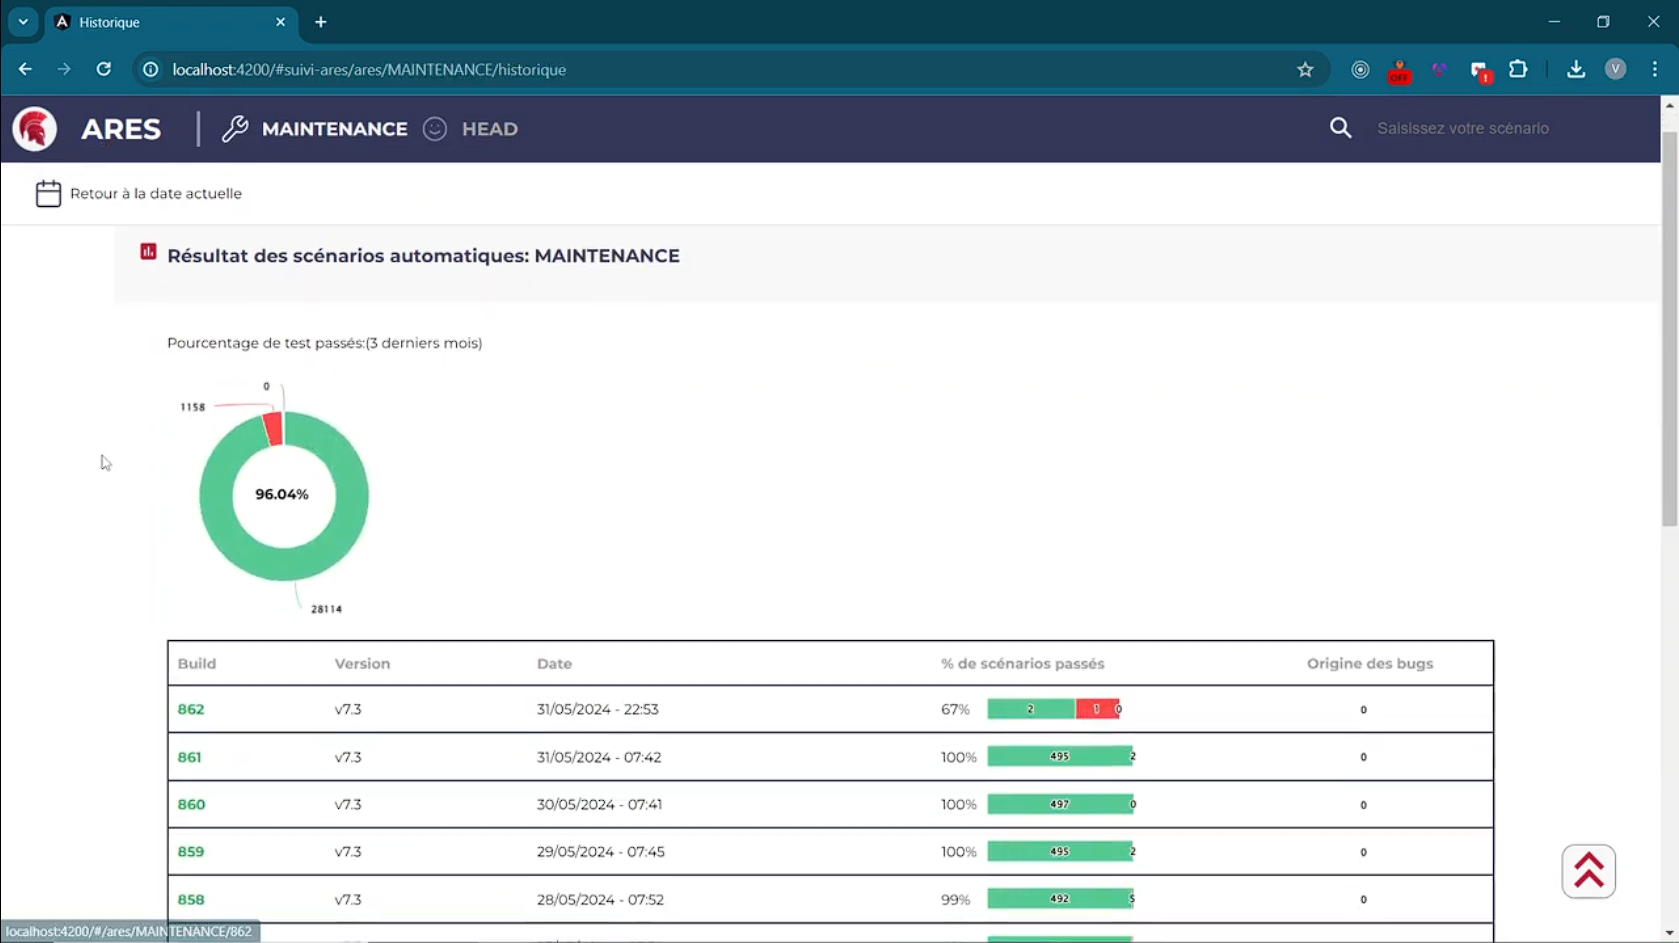 Historique
localhost:4200/#suivi-ares/ares/MAINTENANCE/historique
OFF
!
V
ARES
MAINTENANCE
HEAD
Saisissez votre scénario
Retour à la date actuelle
Résultat des scénarios automatiques: MAINTENANCE
Pourcentage de test passés:(3 derniers mois)
0
1158
96.04%
28114
Build Version Date % de scénarios passés Origine des bugs
862 v7.3 31/05/2024 - 22:53 67% 2 1 0 0
861 v7.3 31/05/2024 - 07:42 100% 495 2 0
860 v7.3 30/05/2024 - 07:41 100% 497 0 0
859 v7.3 29/05/2024 - 07:45 100% 495 2 0
858 v7.3 28/05/2024 - 07:52 99% 492 5 0
localhost:4200/#/ares/MAINTENANCE/862